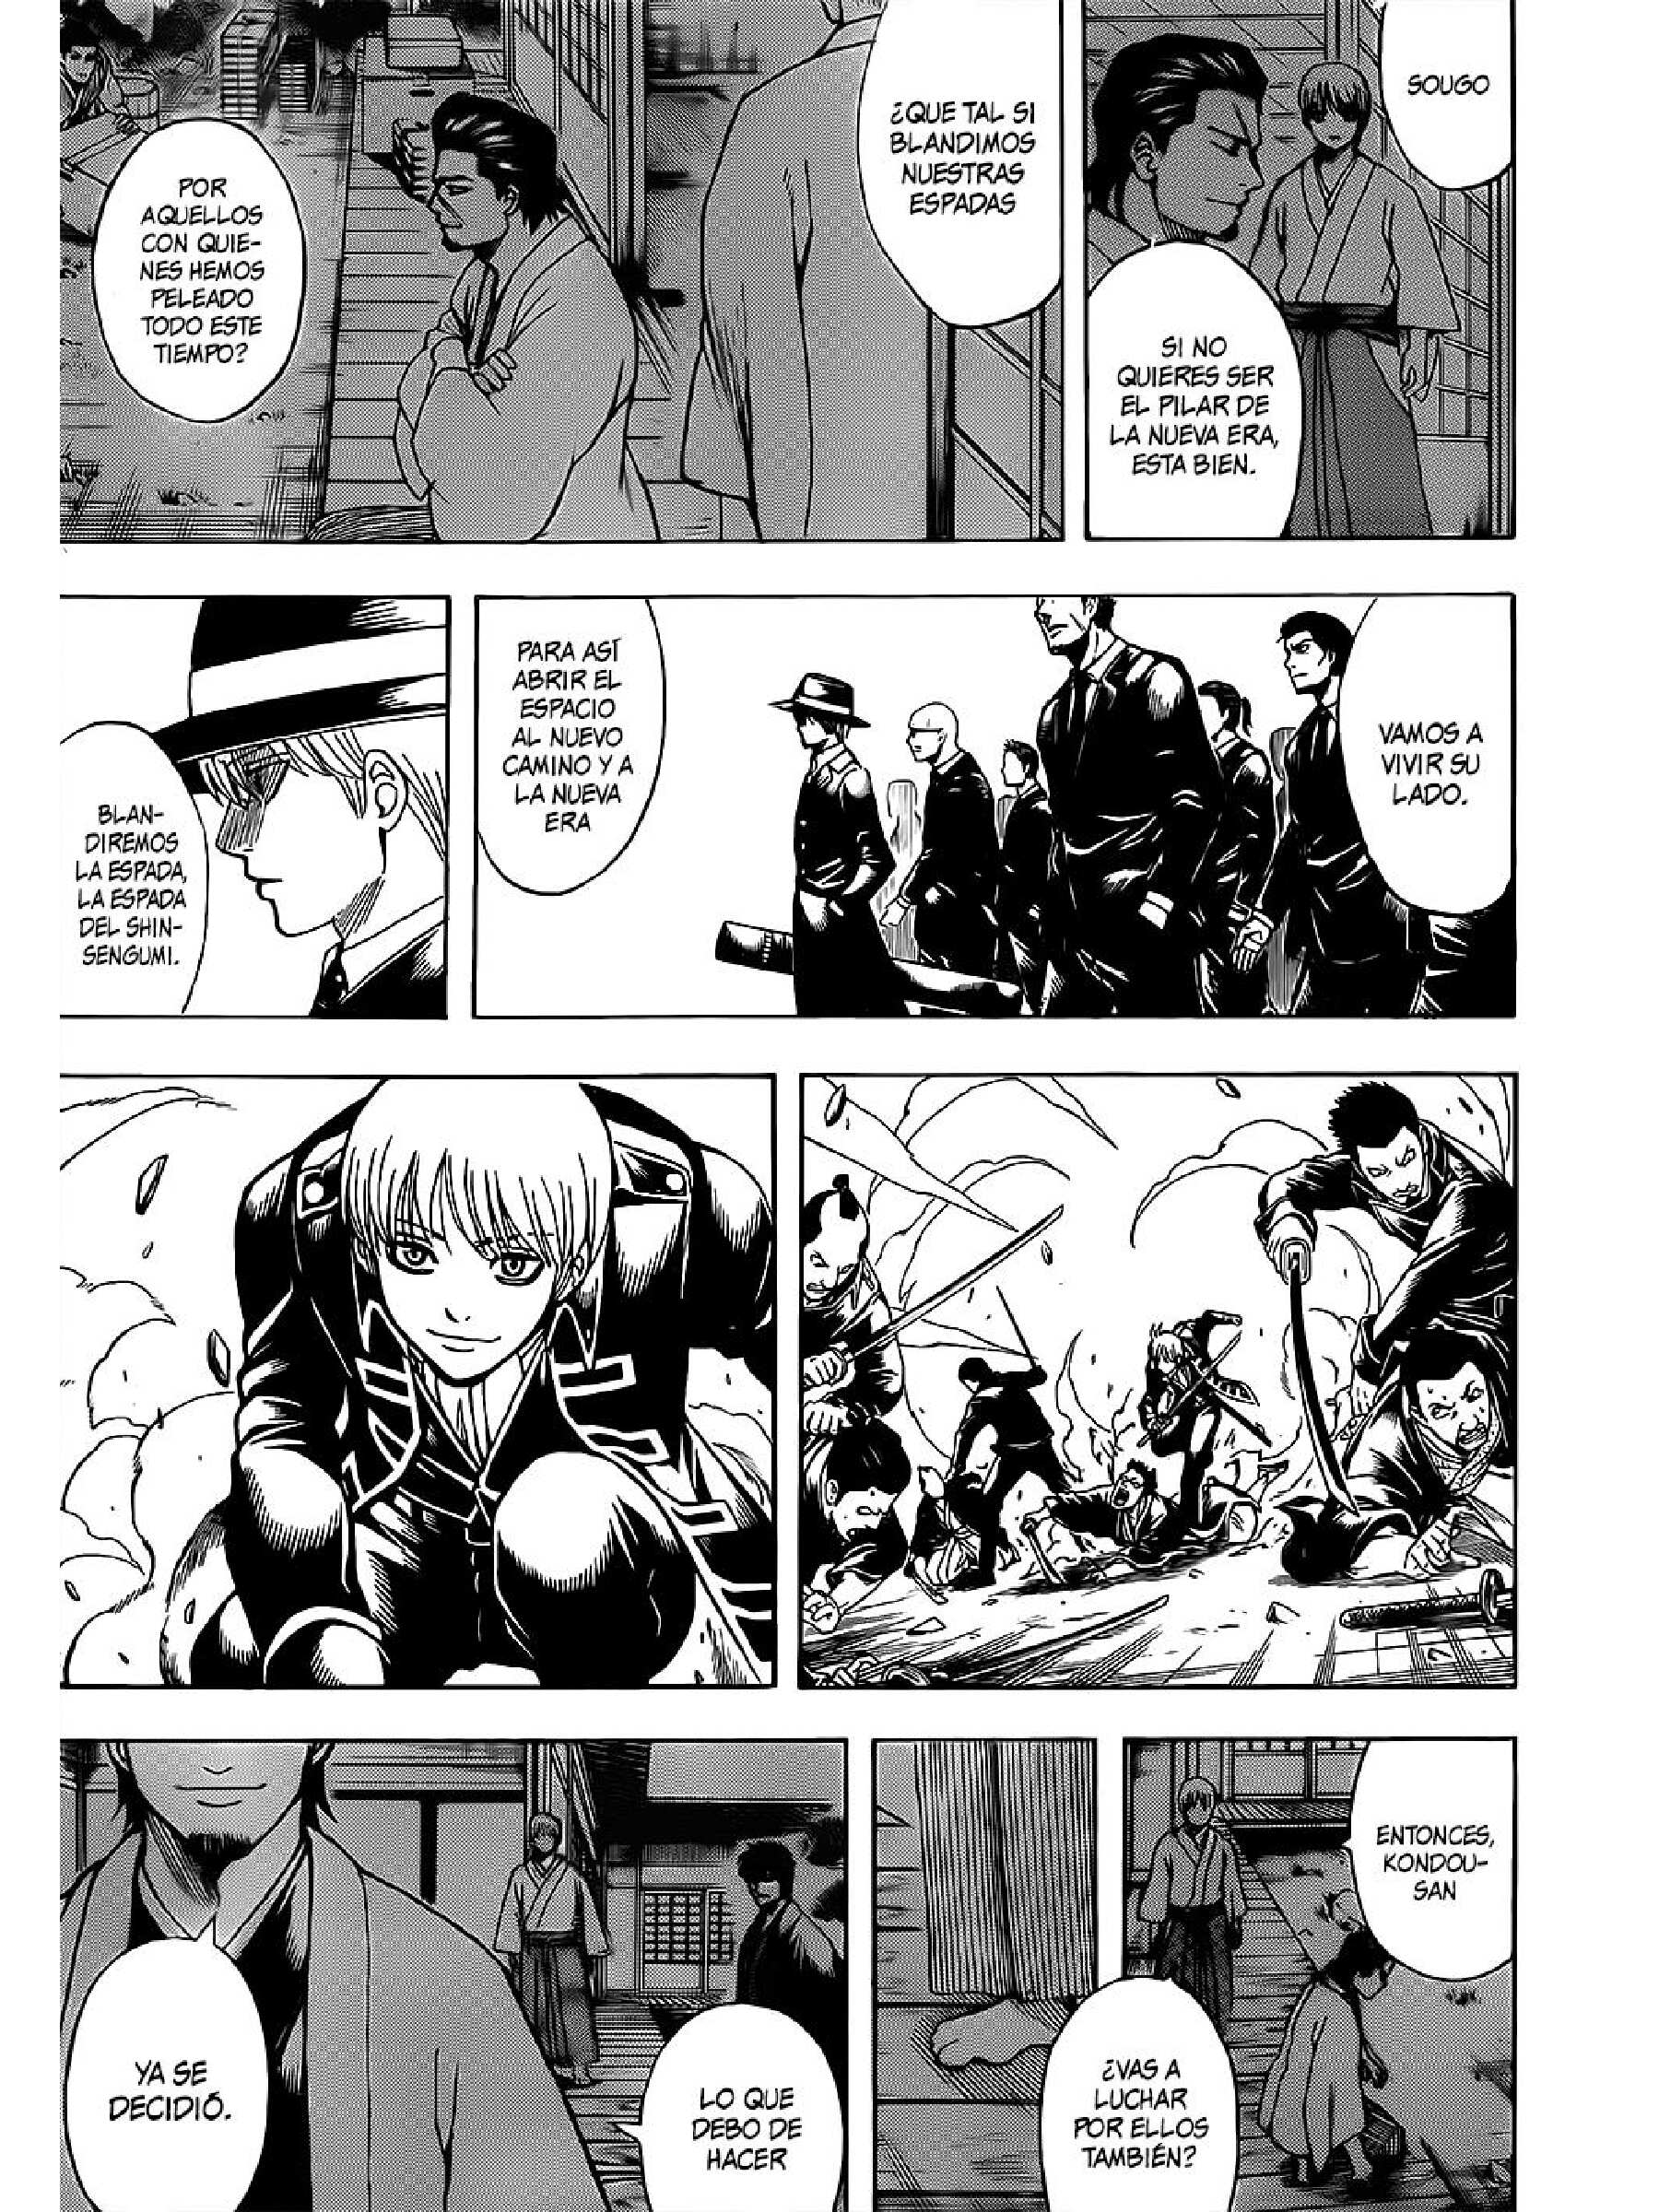 SOUGO
SI NO
QUIERES SER
EL PILAR DE
LA NUEVA ERA,
ESTA BIEN.
¿QUE TAL SI
BLANDIMOS
NUESTRAS
ESPADAS
POR
AQUELLOS
CON QUIE-
NES HEMOS
PELEADO
TODO ESTE
TIEMPO?
VAMOS A
VIVIR SU
LADO.
PARA ASÍ
ABRIR EL
ESPACIO
AL NUEVO
CAMINO Y A
LA NUEVA
ERA
BLAN-
DIREMOS
LA ESPADA,
LA ESPADA
DEL SHIN-
SENGUMI.
ENTONCES,
KONDOU-
SAN
¿VAS A
LUCHAR
POR ELLOS
TAMBIÉN?
LO QUE
DEBO DE
HACER
YA SE
DECIDIÓ.